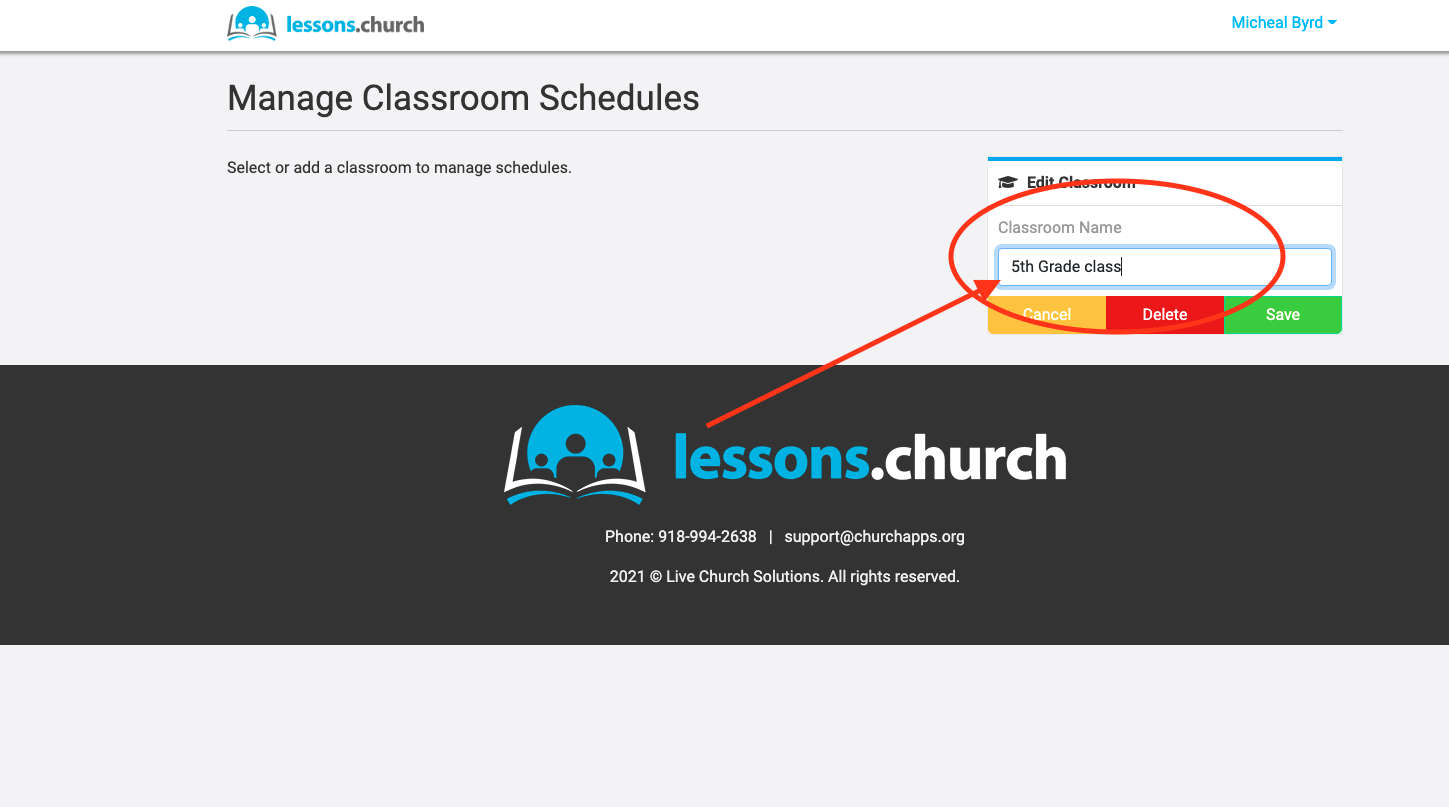 lessons.church
Micheal Byrd
Manage Classroom Schedules
Select or add a classroom to manage schedules.
Edit Classroom
Classroom Name
5th Grade class
Cancel Delete Save
lessons.church
Phone: 918-994-2638 | support@churchapps.org
2021 © Live Church Solutions. All rights reserved.